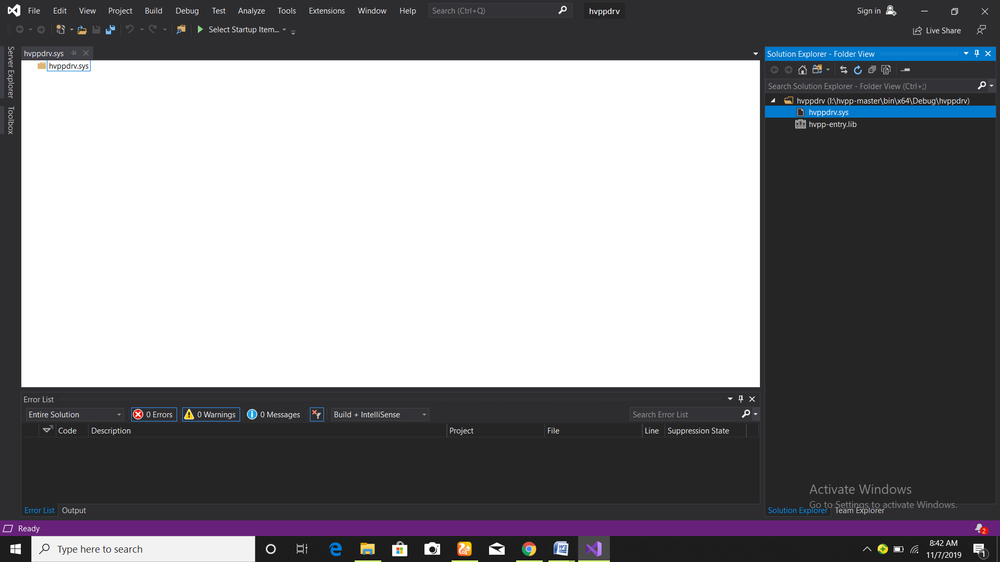 File Edit View Project Build Debug Test Analyze Tools Extensions Window Help Search (Ctrl+Q) hvppdrv Sign in
Select Startup Item... Live Share
Server Explorer
Toolbox
hvppdrv.sys
hvppdrv.sys
Solution Explorer - Folder View
Search Solution Explorer - Folder View (Ctrl+;)
hvppdrv (I:\hvpp-master\bin\x64\Debug\hvppdrv)
hvppdrv.sys
hvpp-entry.lib
Error List
Entire Solution 0 Errors 0 Warnings 0 Messages Build + IntelliSense Search Error List
Code Description Project File Line Suppression State
Error List Output
Activate Windows
Go to Settings to activate Windows.
Solution Explorer Team Explorer
Ready 2
Type here to search
8:42 AM
11/7/2019
1